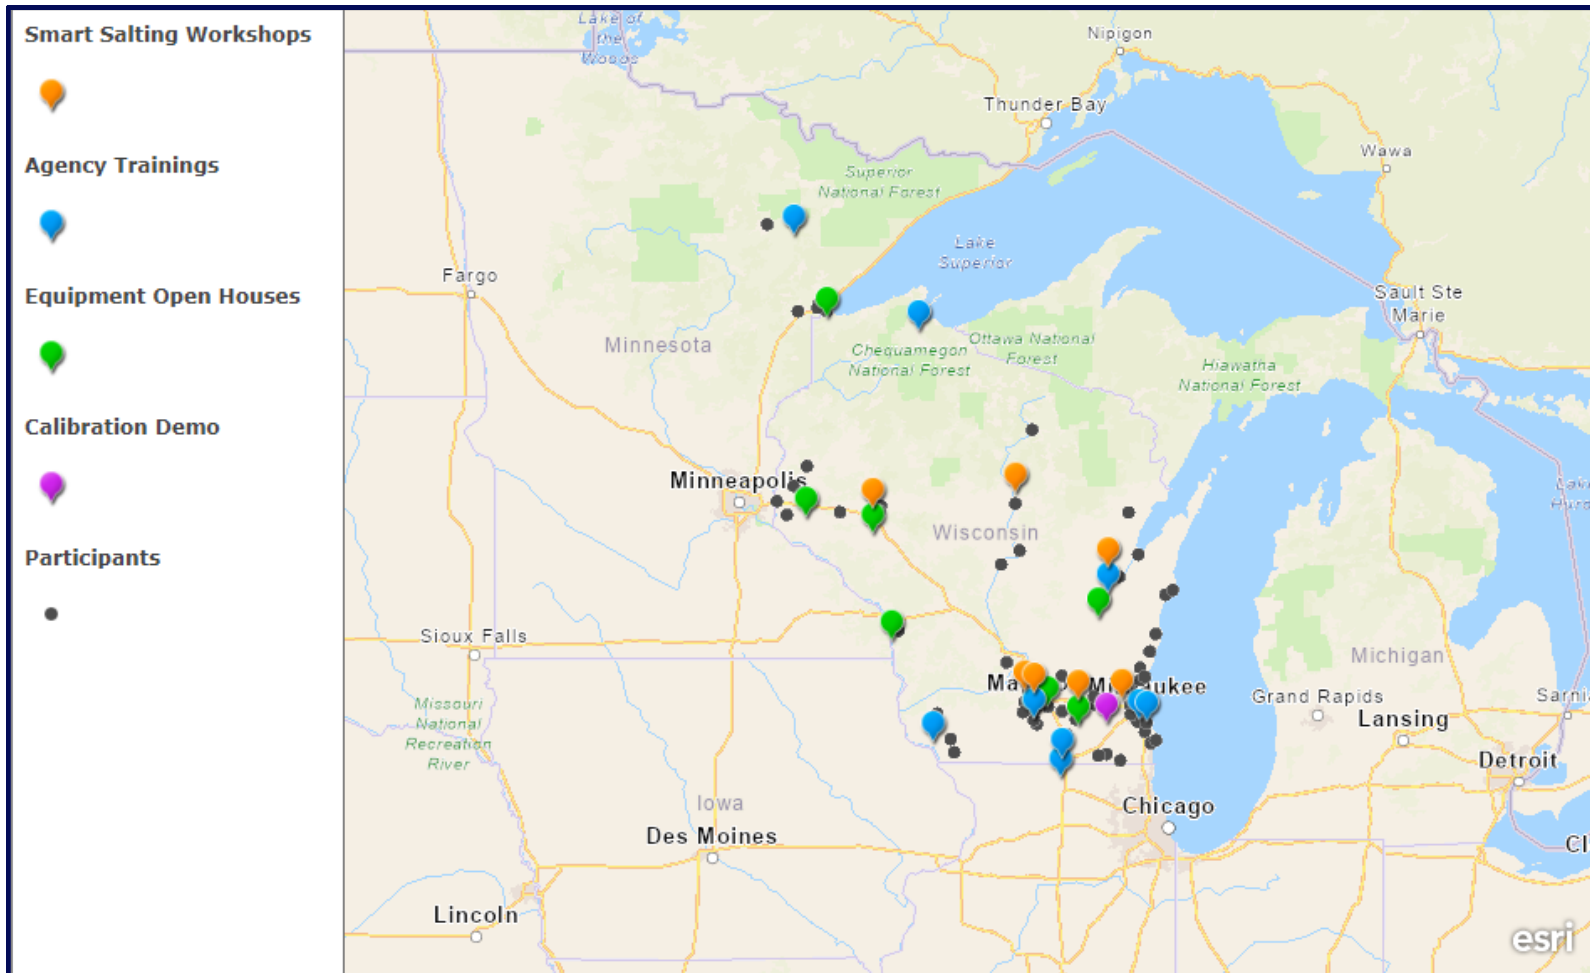 Smart Salting Workshops
Agency Trainings
Equipment Open Houses
Calibration Demo
Participants
Lake of
the
Woods
Nipigon
Thunder Bay
Wawa
Superior
National Forest
Lake
Superior
Fargo
Sault Ste
Marie
Minnesota
Chequamegon
National Forest
Ottawa National
Forest
Hiawatha
National Forest
Minneapolis
Wisconsin
Sioux Falls
Michigan
Grand Rapids
Lansing
Missouri
National
Recreation
River
Detroit
Iowa
Chicago
Des Moines
Lincoln
esri